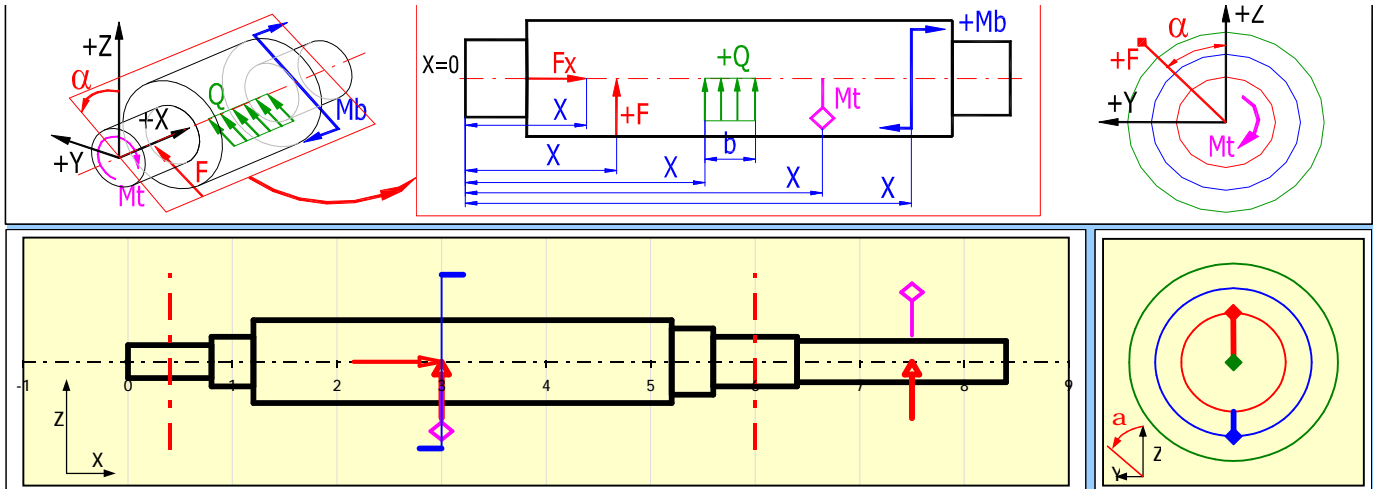 +Z
α
Q
+X
+Y
F
Mt
Mb
X=0
Fx
+F
+Q
Mt
+Mb
X
b
X
X
X
X
+Z
α
+F
+Y
Mt
-1 0 1 2 3 4 5 6 7 8 9
Z
X
a
Z
Y